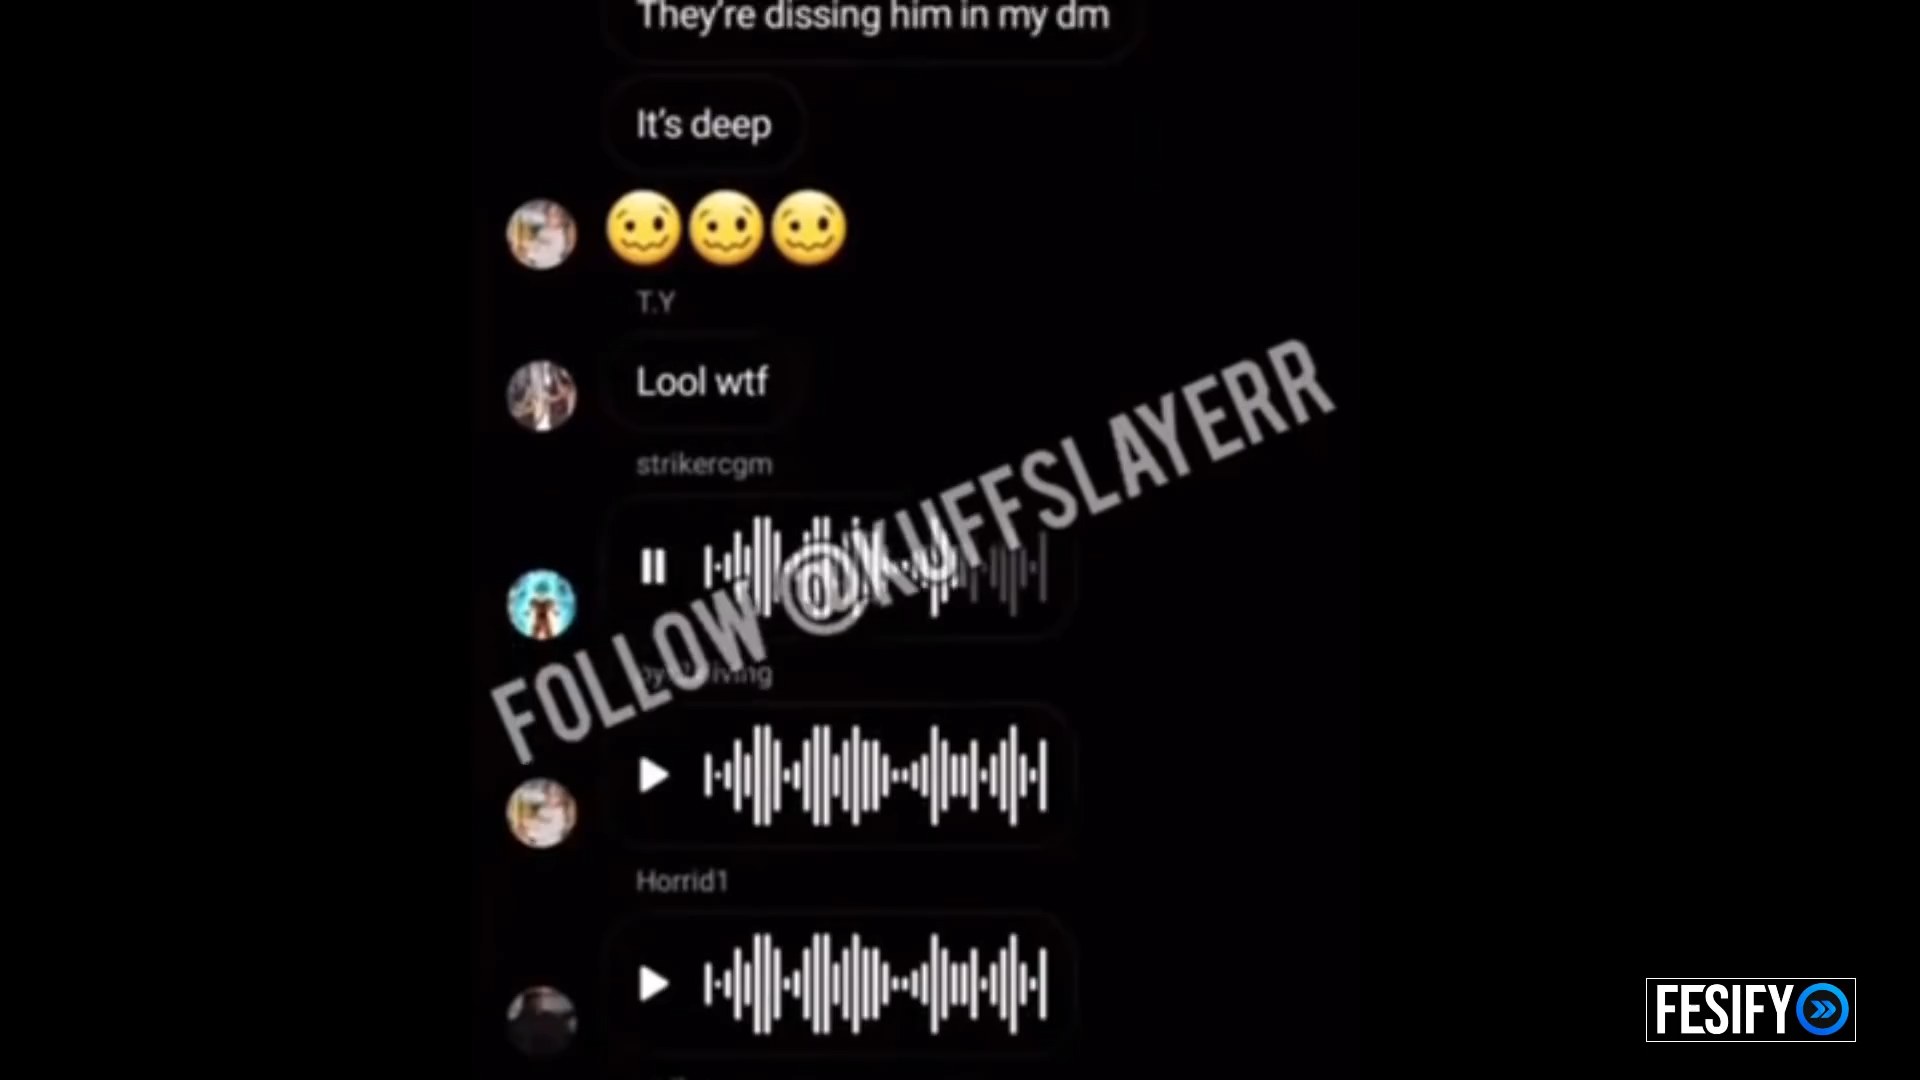 They're dissing him in my dm
It's deep
T.Y
Lool wtf
strikercgm
FOLLOW @KUFFSLAYERR
Horrid1
FESIFY